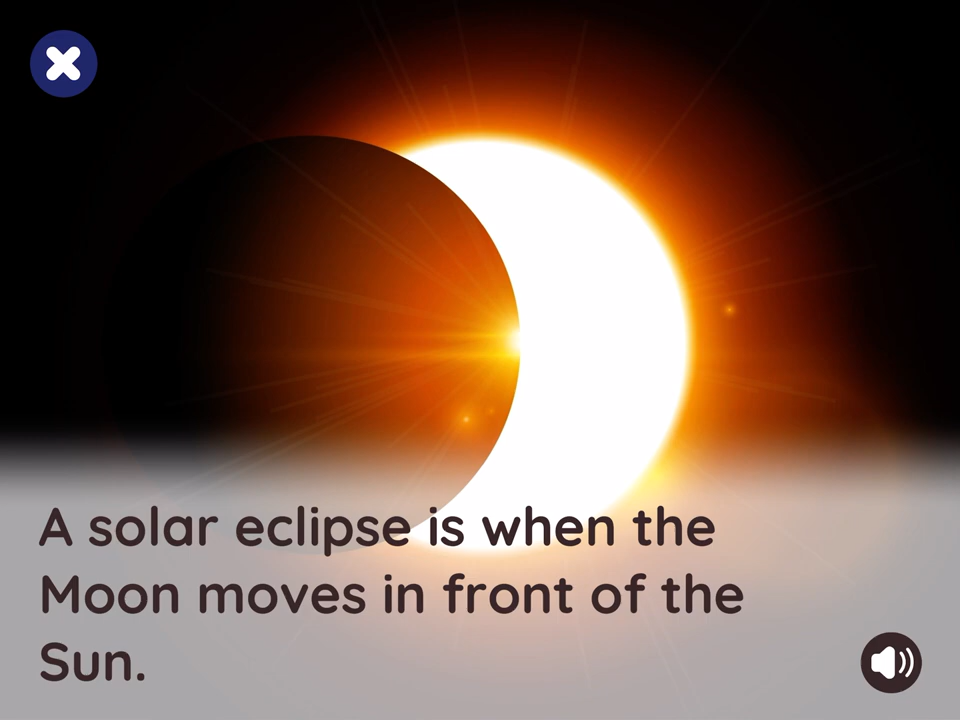 A solar eclipse is when the
Moon moves in front of the
Sun.